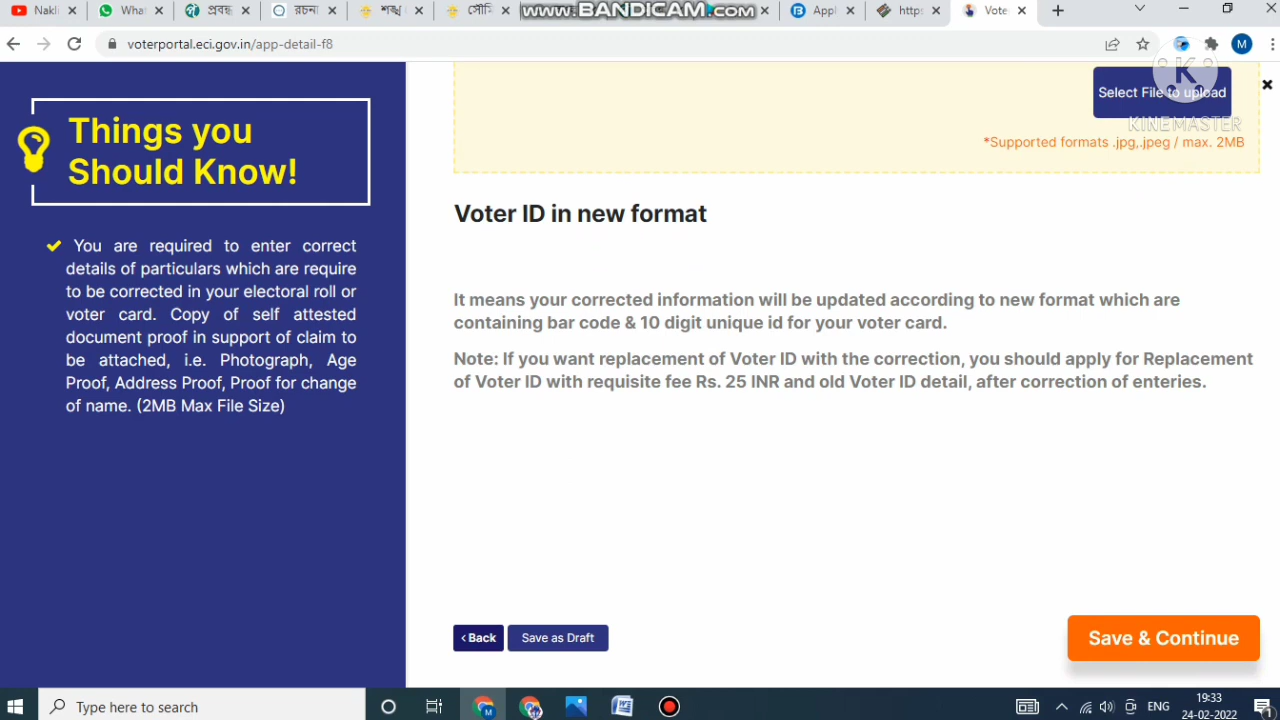 Nakli
What
প্রবহ
রচনা
শঙ্খ
সৌমি
www.BANDICAM.com
Appl
http
Vote
voterportal.eci.gov.in/app-detail-f8
M
Things you
Should Know!
You are required to enter correct
details of particulars which are require
to be corrected in your electoral roll or
voter card. Copy of self attested
document proof in support of claim to
be attached, i.e. Photograph, Age
Proof, Address Proof, Proof for change
of name. (2MB Max File Size)
Select File to upload
K
KINEMASTER
*Supported formats .jpg,.jpeg / max. 2MB
Voter ID in new format
It means your corrected information will be updated according to new format which are
containing bar code & 10 digit unique id for your voter card.
Note: If you want replacement of Voter ID with the correction, you should apply for Replacement
of Voter ID with requisite fee Rs. 25 INR and old Voter ID detail, after correction of enteries.
Back
Save as Draft
Save & Continue
Type here to search
ENG
19:33
24-02-2022